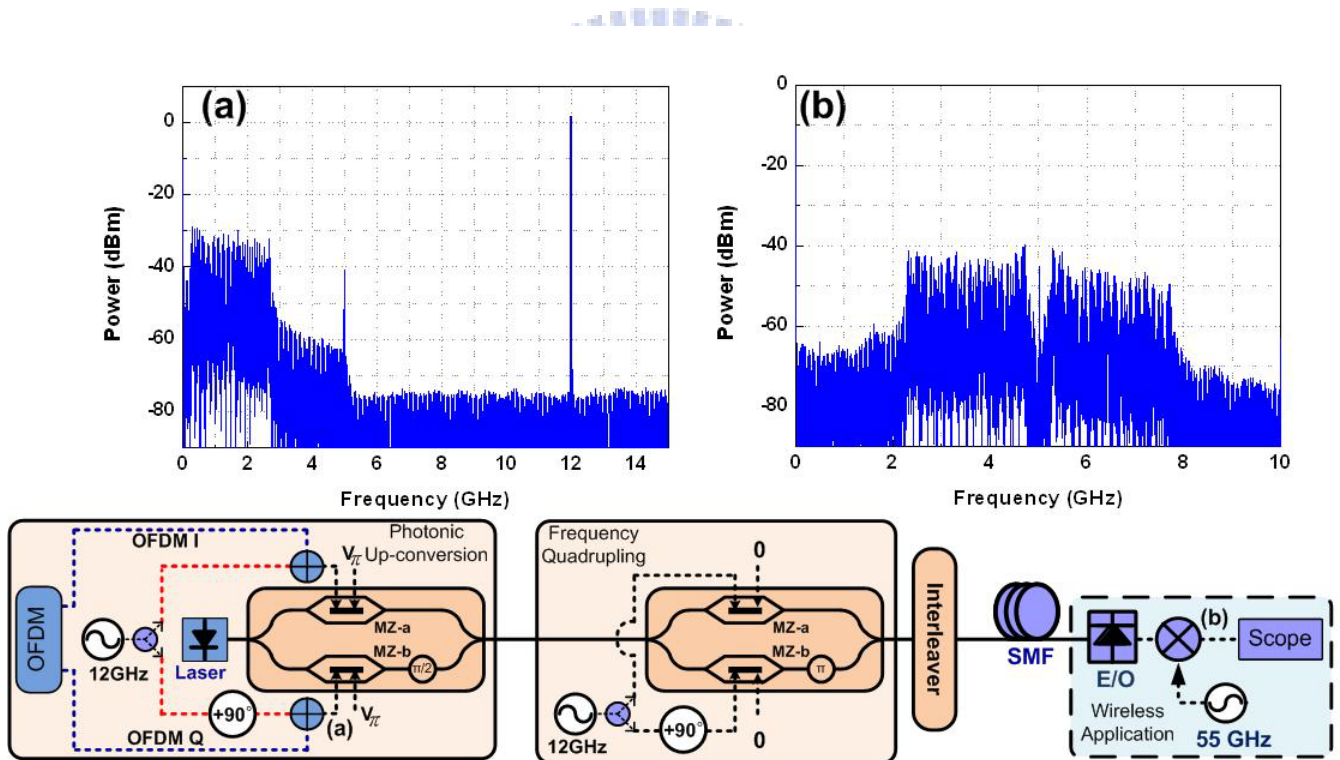 (a)
0
-20
-40
-60
-80
Power (dBm)
0 2 4 6 8 10 12 14
Frequency (GHz)
(b)
0
-20
-40
-60
-80
Power (dBm)
0 2 4 6 8 10
Frequency (GHz)
OFDM I
Photonic
Up-conversion
Vπ
OFDM
12GHz
Laser
MZ-a
MZ-b
π/2
+90°
(a)
Vπ
OFDM Q
Frequency
Quadrupling
0
MZ-a
MZ-b
π
12GHz
+90°
0
Interleaver
SMF
E/O
(b)
Scope
Wireless
Application
55 GHz